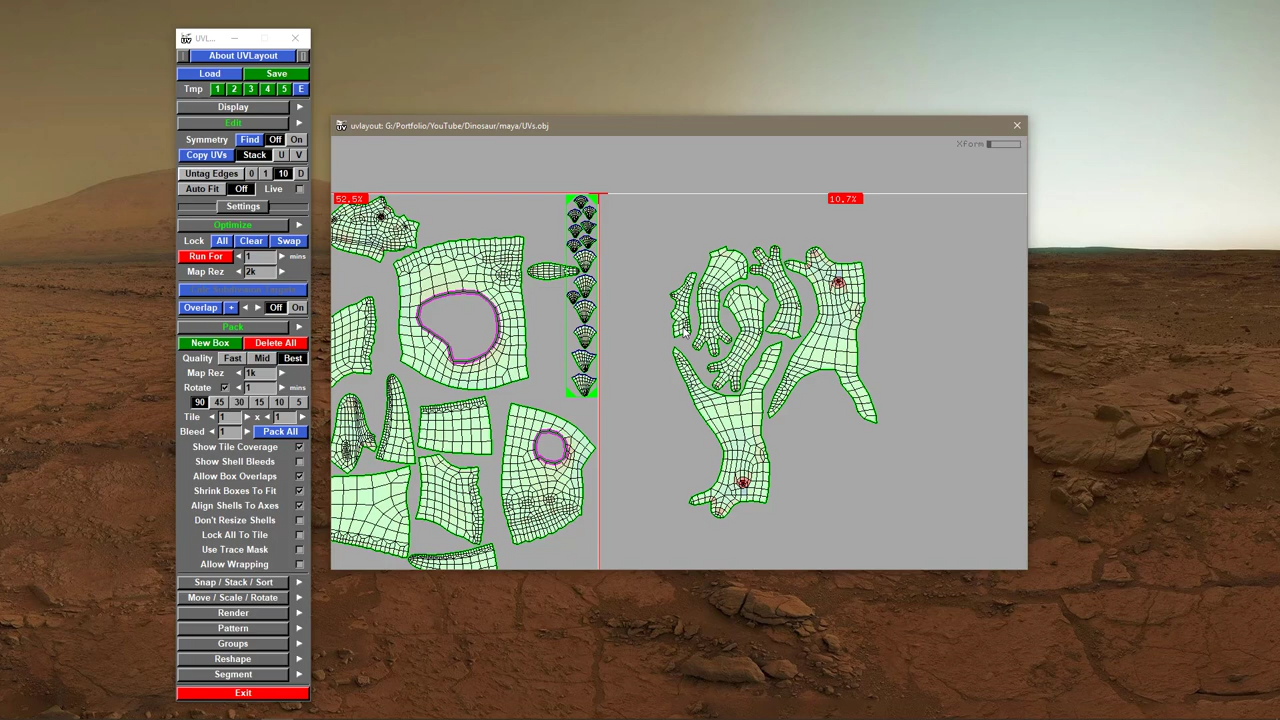 UVL...
About UVLayout
Load Save
Tmp 1 2 3 4 5 E
Display
Edit
Symmetry Find Off On
Copy UVs Stack U V
Untag Edges 0 1 10 D
Auto Fit Off Live
Settings
Optimize
Lock All Clear Swap
Run For 1 mins
Map Rez 2k
Overlap + Off On
Pack
New Box Delete All
Quality Fast Mid Best
Map Rez 1k
Rotate 1 mins
90 45 30 15 10 5
Tile 1 x 1
Bleed 1 Pack All
Show Tile Coverage
Show Shell Bleeds
Allow Box Overlaps
Shrink Boxes To Fit
Align Shells To Axes
Don't Resize Shells
Lock All To Tile
Use Trace Mask
Allow Wrapping
Snap / Stack / Sort
Move / Scale / Rotate
Render
Pattern
Groups
Reshape
Segment
Exit
uvlayout: G:/Portfolio/YouTube/Dinosaur/maya/UVs.obj
XForm
52.5% 10.7%